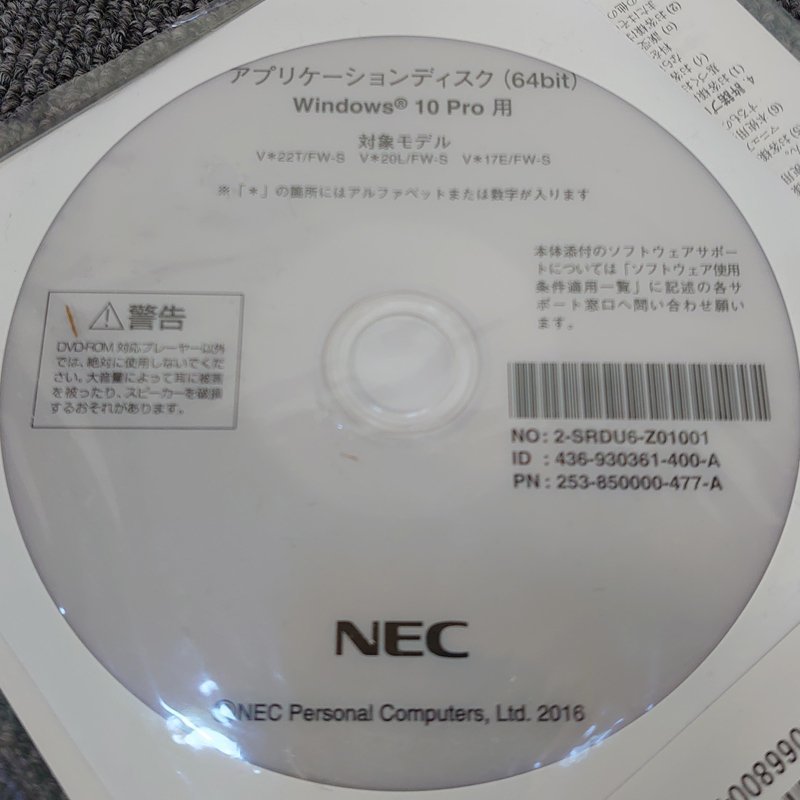 アプリケーションディスク (64bit)
Windows® 10 Pro 用
対象モデル
V＊22T/FW-S V＊20L/FW-S V＊17E/FW-S
※「＊」の箇所にはアルファベットまたは数字が入ります
本体添付のソフトウェアサポー
トについては「ソフトウェア使用
条件適用一覧」に記述の各サ
ポート窓口へ問い合わせ願い
ます。
警告
DVD-ROM 対応プレーヤー以外
では、絶対に使用しないでくだ
さい。大音量によって耳に被害
を被ったり、スピーカーを破損
するおそれがあります。
NO: 2-SRDU6-Z01001
ID : 436-930361-400-A
PN : 253-850000-477-A
NEC
©NEC Personal Computers, Ltd. 2016